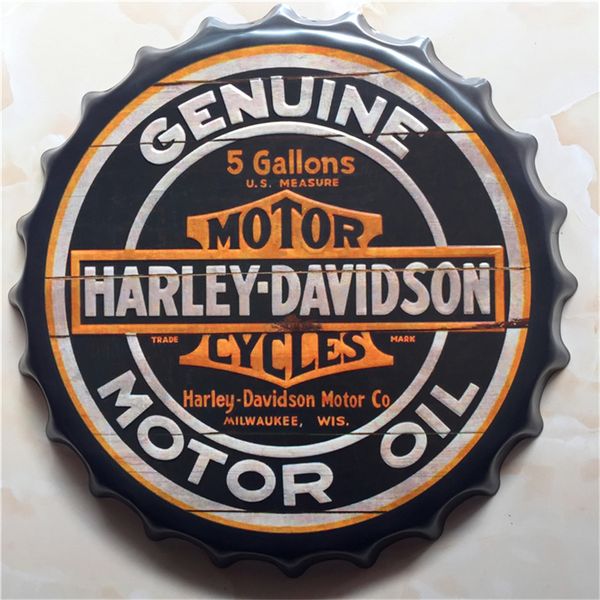 GENUINE
5 Gallons
U.S. MEASURE
MOTOR
HARLEY-DAVIDSON
TRADE CYCLES MARK
Harley-Davidson Motor Co
MILWAUKEE, WIS.
MOTOR OIL